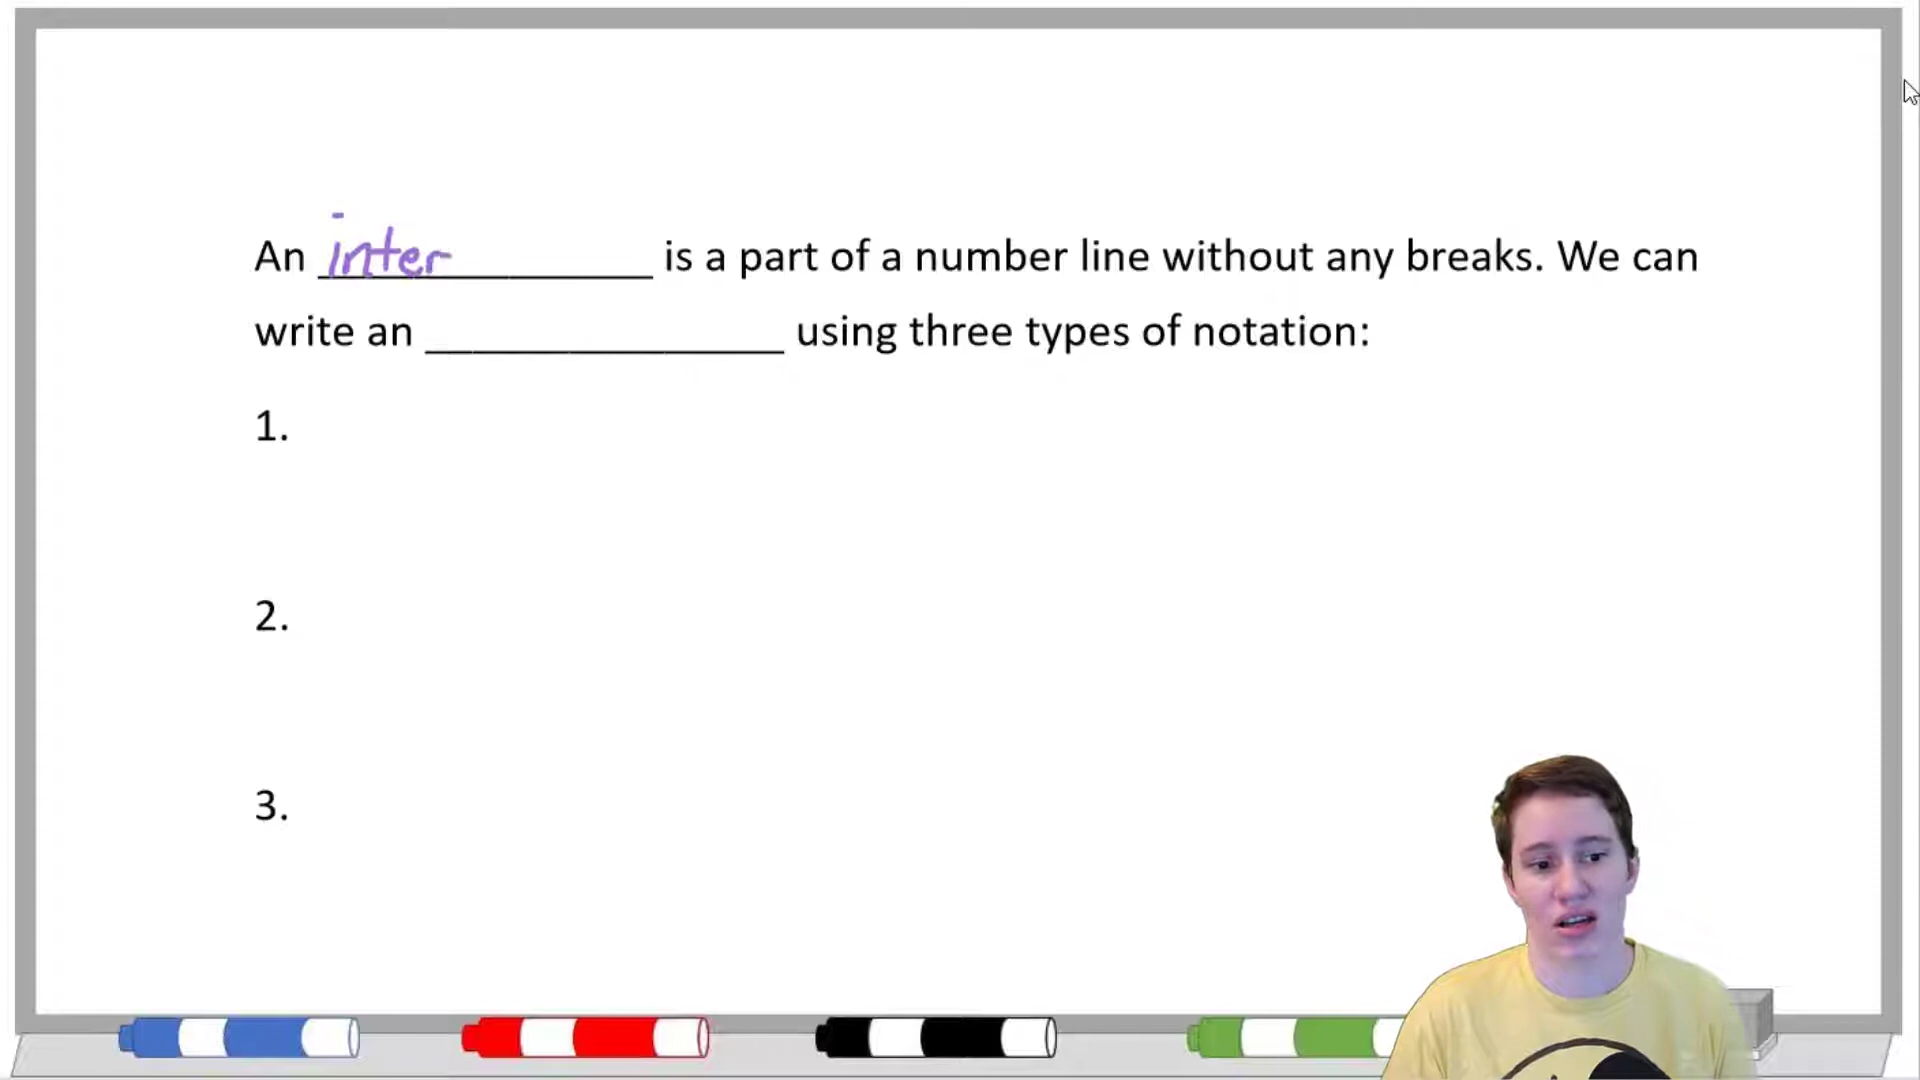 An inter__________ is a part of a number line without any breaks. We can
write an _______________ using three types of notation:
1.
2.
3.